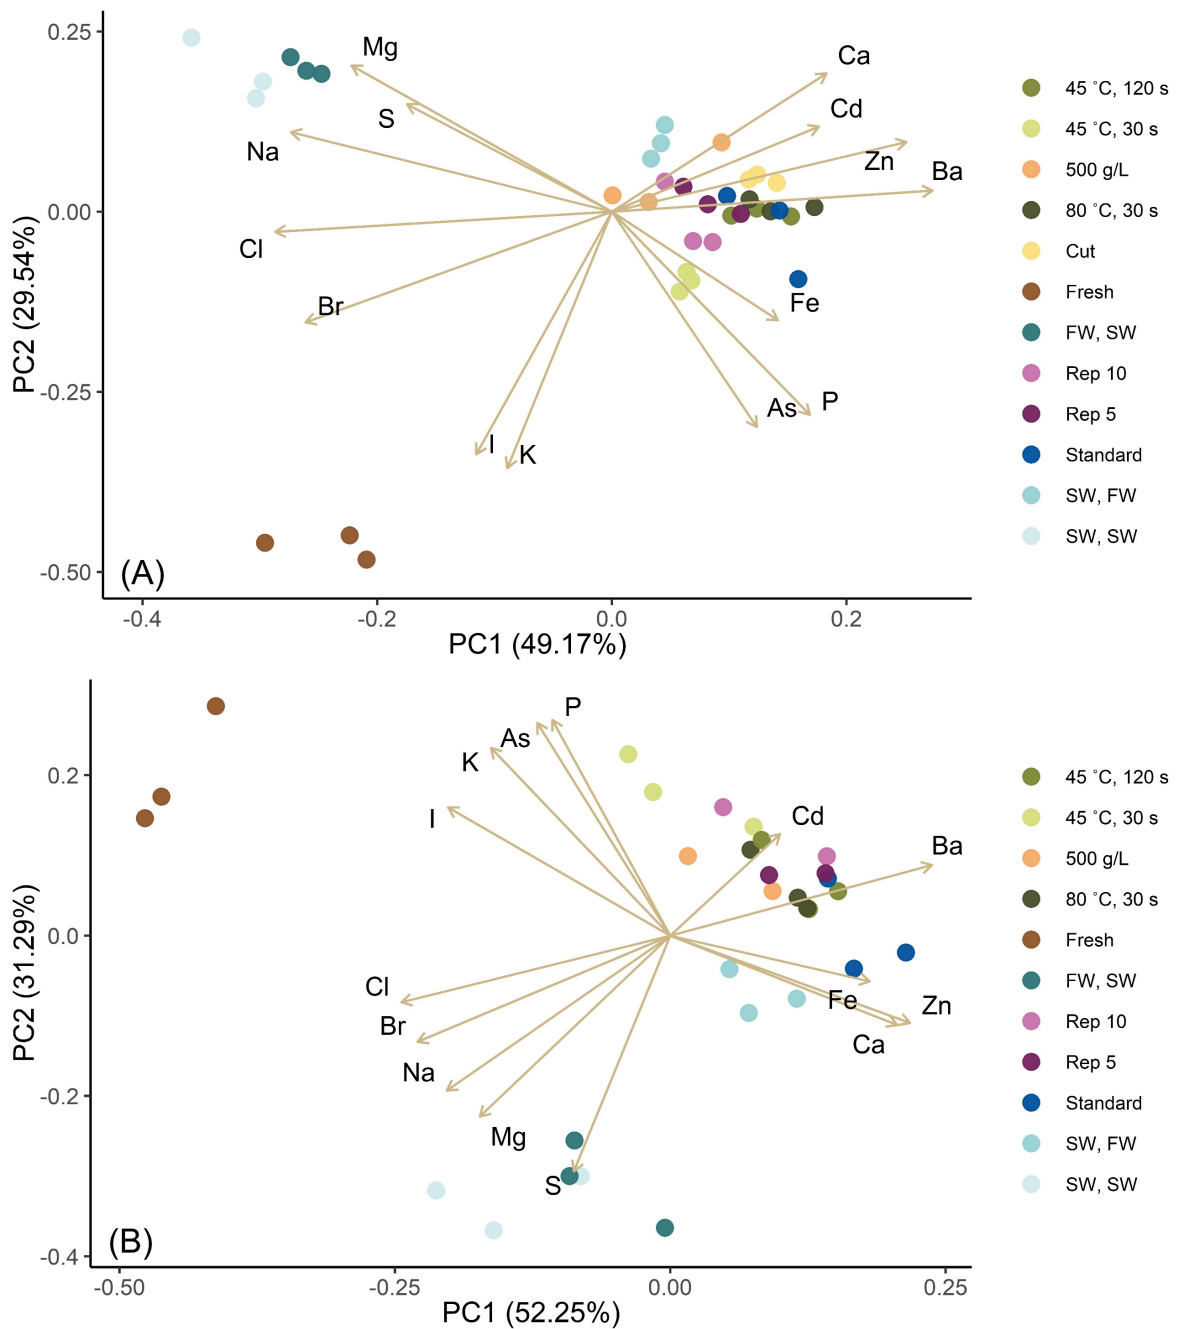 0.25
0.00
-0.25
-0.50
PC2 (29.54%)
Mg
S
Na
Cl
Br
I
K
Ca
Cd
Zn
Ba
Fe
As
P
(A)
-0.4
-0.2
0.0
0.2
PC1 (49.17%)
45 ˚C, 120 s
45 ˚C, 30 s
500 g/L
80 ˚C, 30 s
Cut
Fresh
FW, SW
Rep 10
Rep 5
Standard
SW, FW
SW, SW
0.2
0.0
-0.2
-0.4
PC2 (31.29%)
P
As
K
I
Cd
Ba
Cl
Br
Na
Mg
S
Fe
Zn
Ca
(B)
-0.50
-0.25
0.00
0.25
PC1 (52.25%)
45 ˚C, 120 s
45 ˚C, 30 s
500 g/L
80 ˚C, 30 s
Fresh
FW, SW
Rep 10
Rep 5
Standard
SW, FW
SW, SW